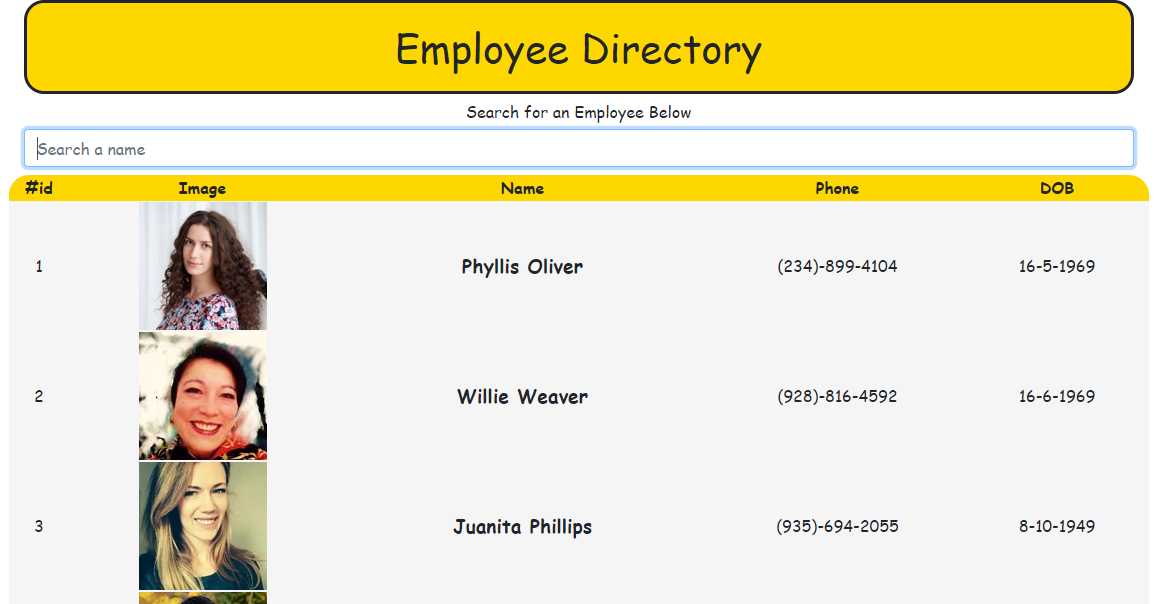 Employee Directory
Search for an Employee Below
Search a name
#id Image Name Phone DOB
1 Phyllis Oliver (234)-899-4104 16-5-1969
2 Willie Weaver (928)-816-4592 16-6-1969
3 Juanita Phillips (935)-694-2055 8-10-1949